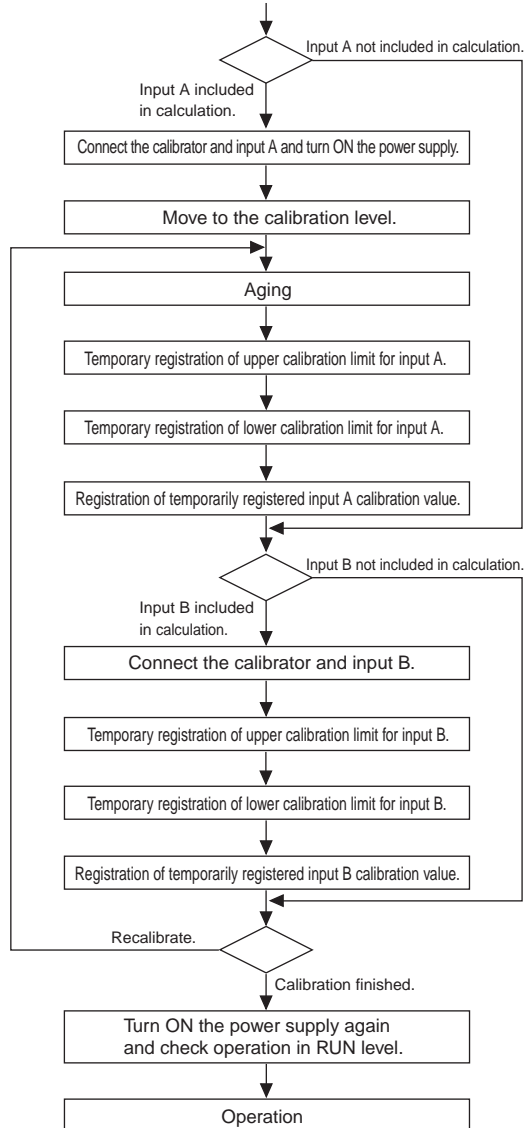 Input A not included in calculation.
Input A included
in calculation.
Connect the calibrator and input A and turn ON the power supply.
Move to the calibration level.
Aging
Temporary registration of upper calibration limit for input A.
Temporary registration of lower calibration limit for input A.
Registration of temporarily registered input A calibration value.
Input B not included in calculation.
Input B included
in calculation.
Connect the calibrator and input B.
Temporary registration of upper calibration limit for input B.
Temporary registration of lower calibration limit for input B.
Registration of temporarily registered input B calibration value.
Recalibrate.
Calibration finished.
Turn ON the power supply again
and check operation in RUN level.
Operation